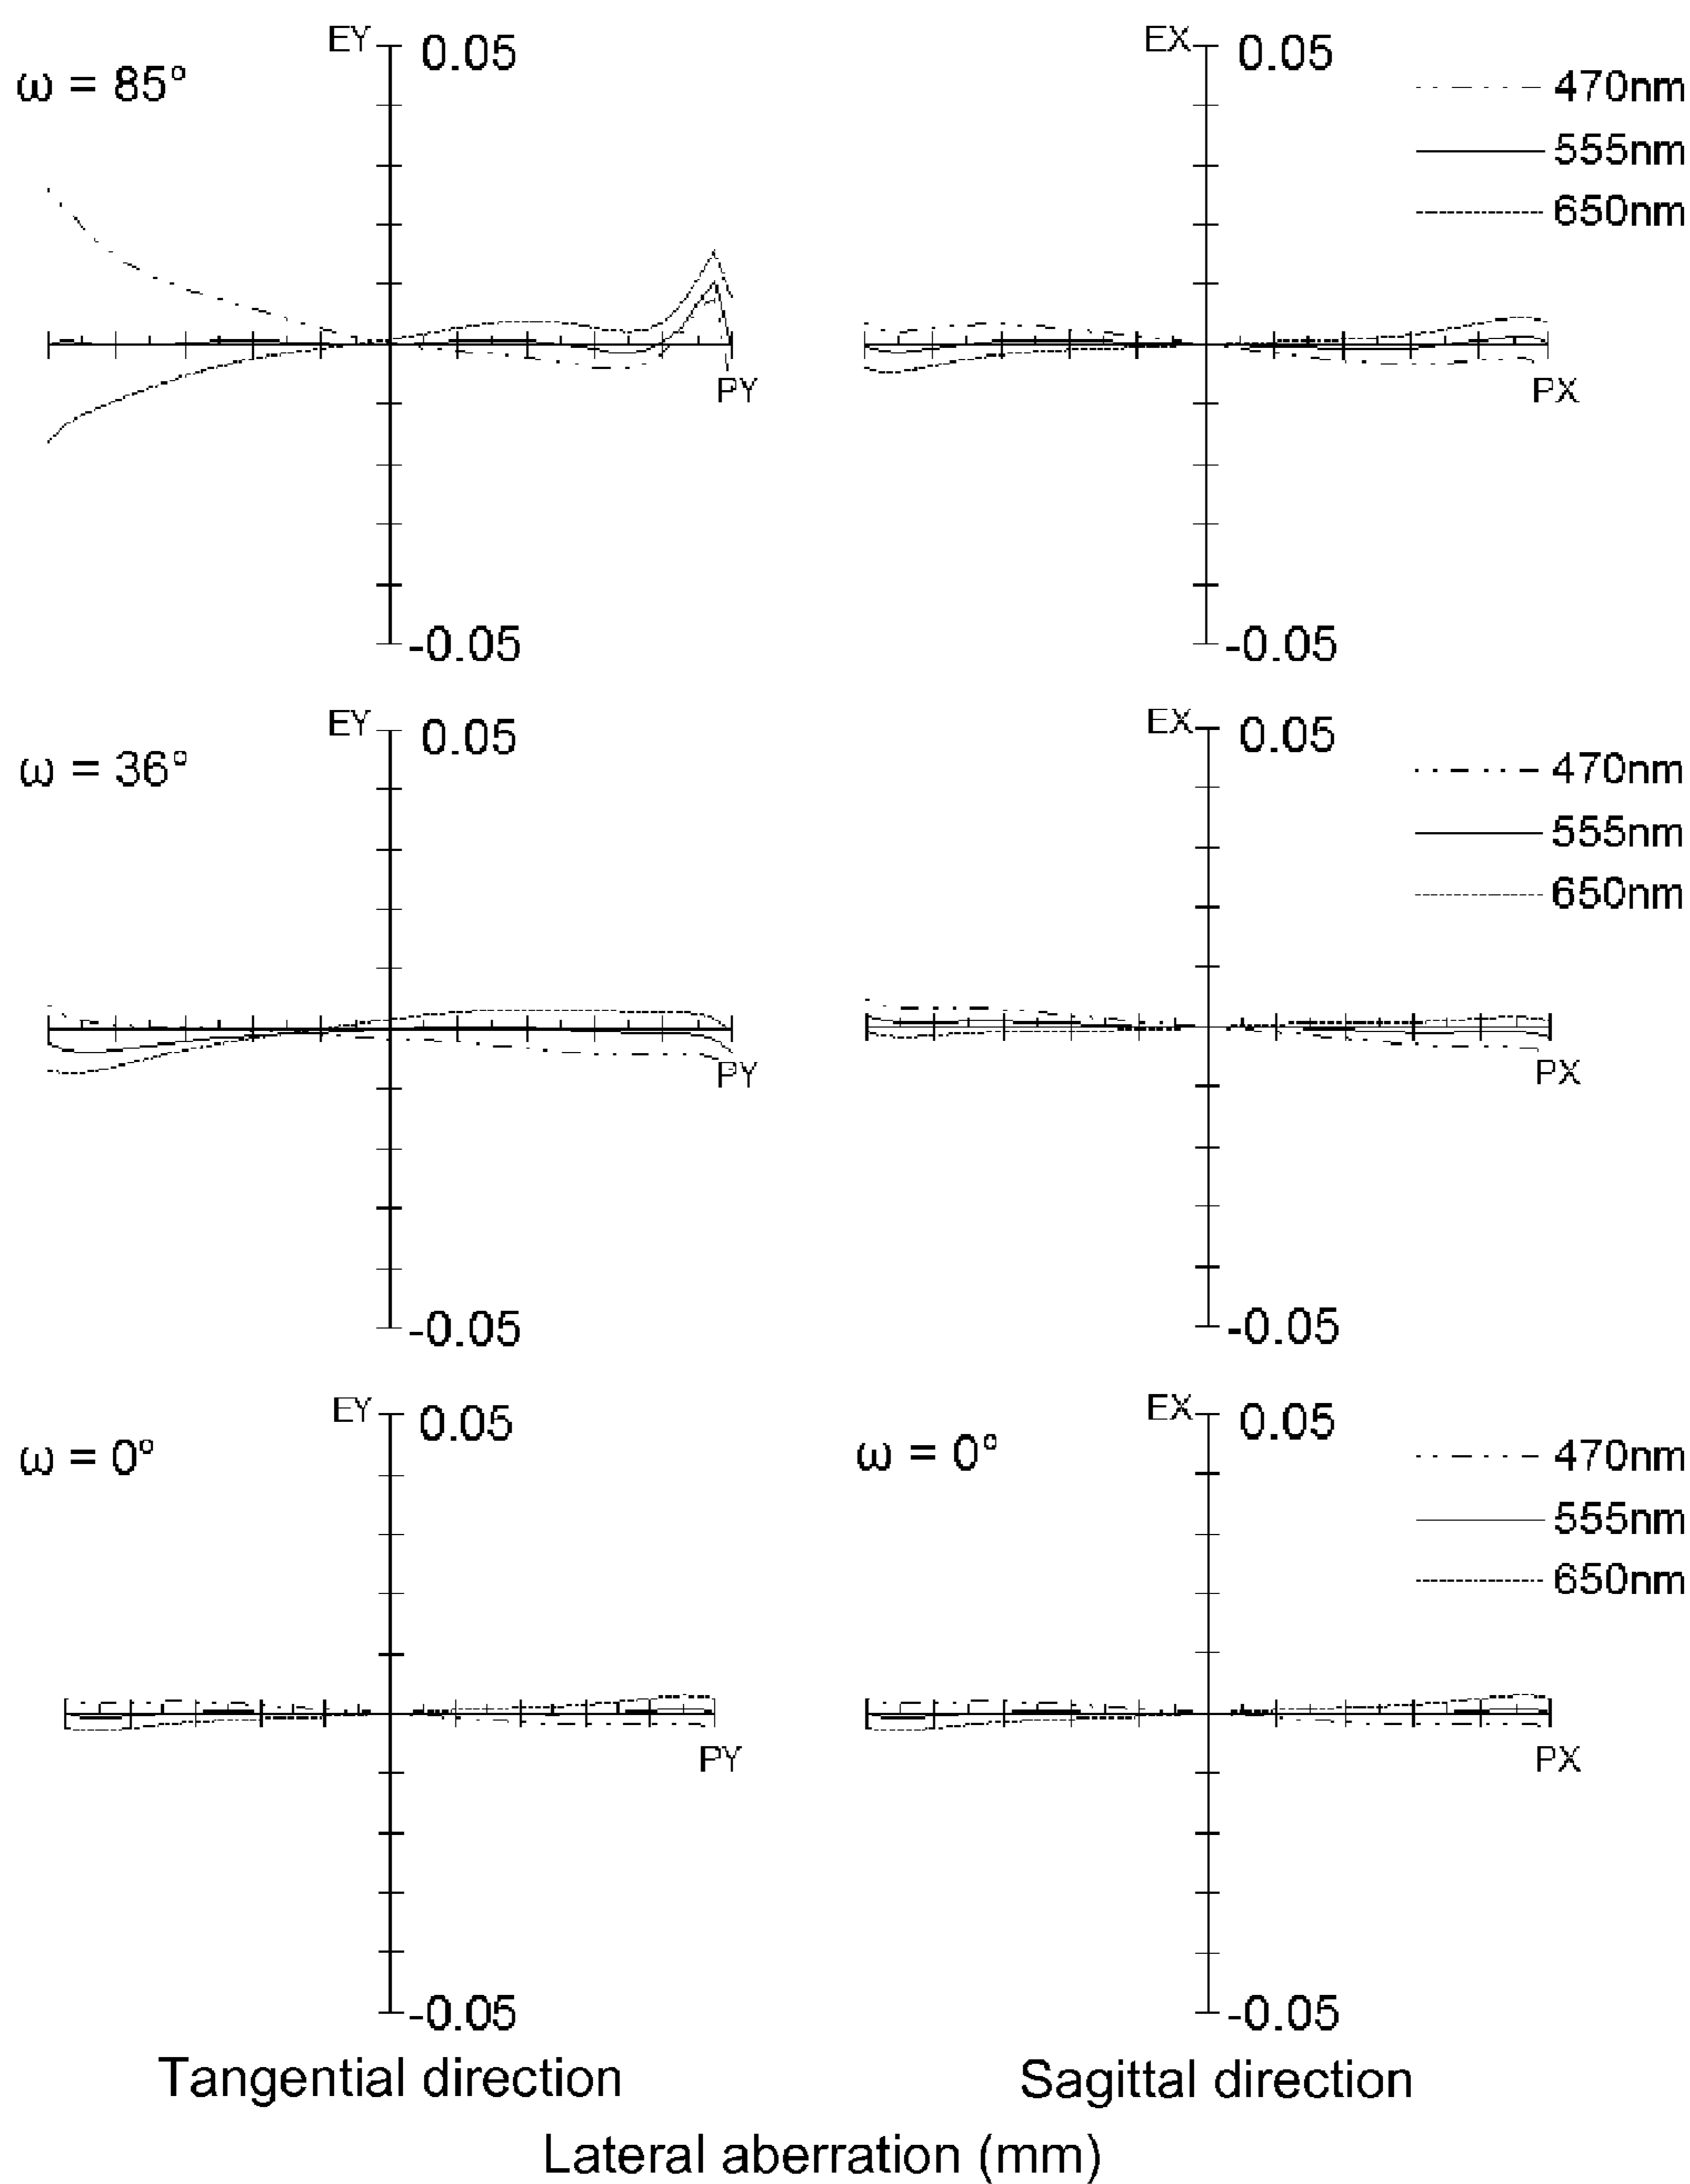 EY 0.05
EX 0.05
ω = 85°
470nm
555nm
650nm
PY
PX
-0.05
-0.05
EY 0.05
EX 0.05
ω = 36°
470nm
555nm
650nm
PY
PX
-0.05
-0.05
EY 0.05
EX 0.05
ω = 0°
ω = 0°
470nm
555nm
650nm
PY
PX
-0.05
-0.05
Tangential direction
Sagittal direction
Lateral aberration (mm)